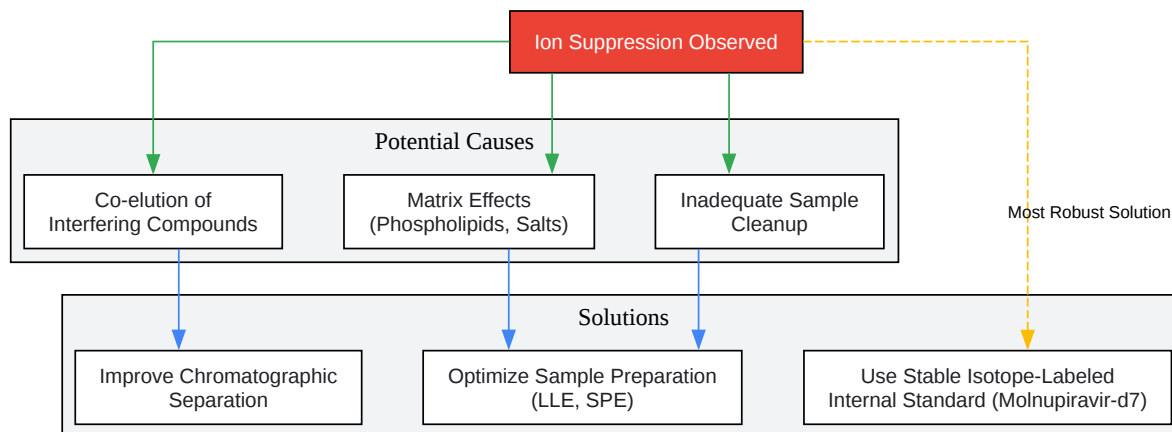 Ion Suppression Observed
Potential Causes
Co-elution of
Interfering Compounds
Matrix Effects
(Phospholipids, Salts)
Inadequate Sample
Cleanup
Most Robust Solution
Solutions
Improve Chromatographic
Separation
Optimize Sample Preparation
(LLE, SPE)
Use Stable Isotope-Labeled
Internal Standard (Molnupiravir-d7)